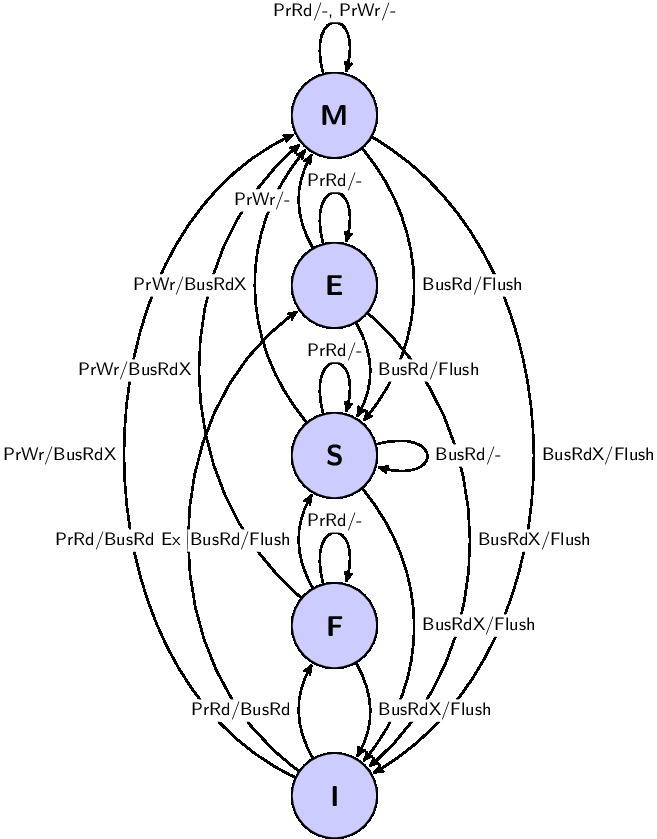 PrRd/-, PrWr/-
M
PrRd/-
PrWr/-
PrWr/BusRdX
E
BusRd/Flush
PrRd/-
PrWr/BusRdX
BusRd/Flush
PrWr/BusRdX
S
BusRd/-
BusRdX/Flush
PrRd/-
PrRd/BusRd Ex
BusRd/Flush
BusRdX/Flush
F
BusRdX/Flush
PrRd/BusRd
BusRdX/Flush
I